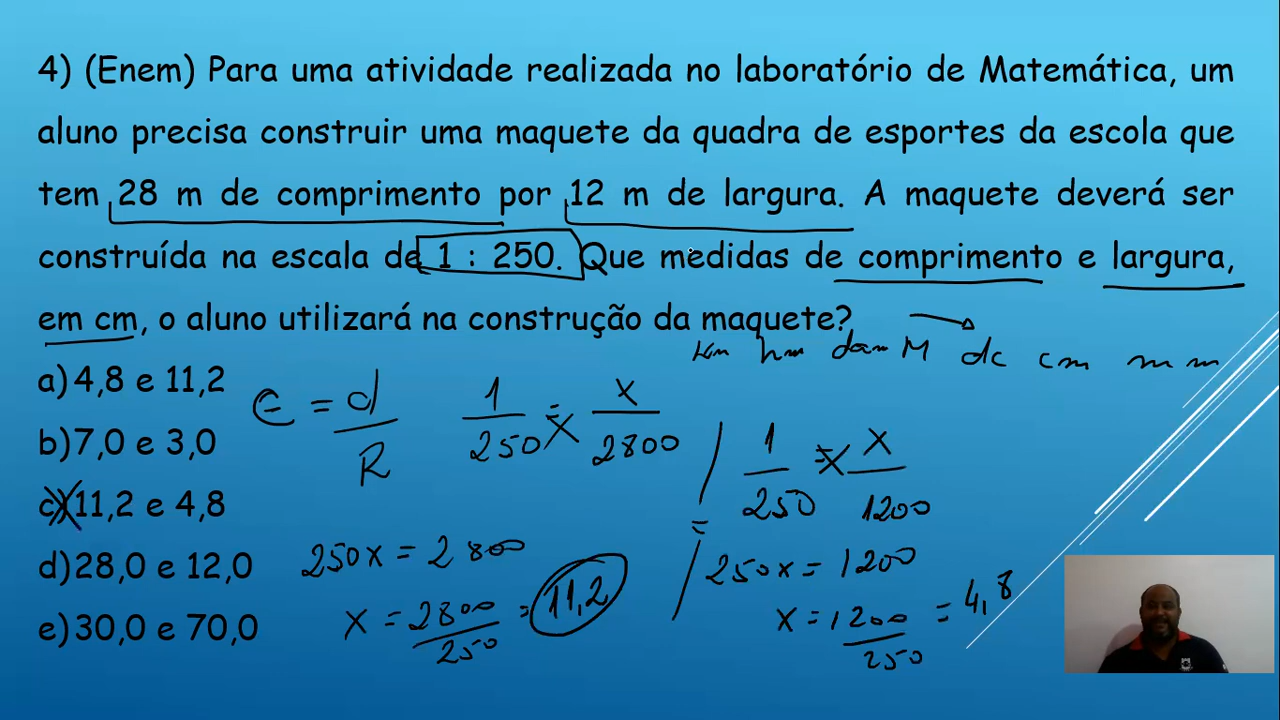 4) (Enem) Para uma atividade realizada no laboratório de Matemática, um
aluno precisa construir uma maquete da quadra de esportes da escola que
tem 28 m de comprimento por 12 m de largura. A maquete deverá ser
construída na escala de 1 : 250. Que medidas de comprimento e largura,
em cm, o aluno utilizará na construção da maquete?
km hm dam M dc cm mm
a) 4,8 e 11,2
b) 7,0 e 3,0
c) 11,2 e 4,8
d) 28,0 e 12,0
e) 30,0 e 70,0
E = d/R
1/250 = x/2800
250x = 2800
x = 2800/250 = 11,2
1/250 = x/1200
= 250x = 1200
x = 1200/250 = 4,8